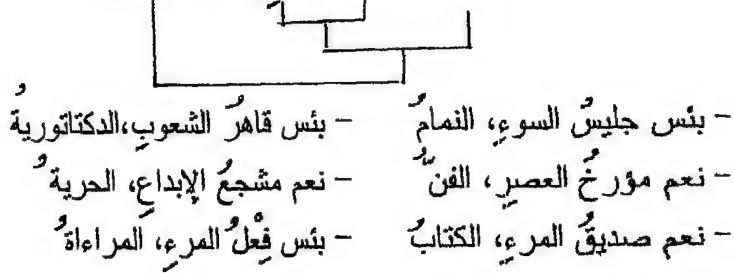 - بئس جليسُ السوءِ، النمامُ - بئس قاهرُ الشعوبِ،الدكتاتوريةُ
- نعم مؤرخُ العصرِ، الفنُّ - نعم مشجعُ الإبداعِ، الحريةُ
- نعم صديقُ المرءِ، الكتابُ - بئس فِعْلُ المرءِ، المراءاةُ